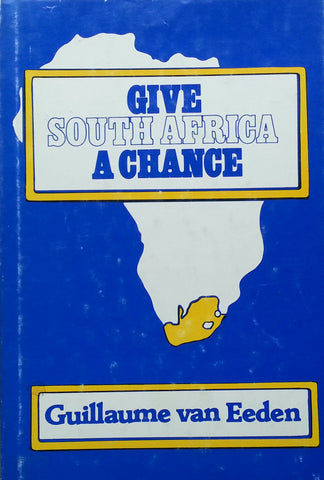 GIVE
SOUTH AFRICA
A CHANCE
Guillaume van Eeden